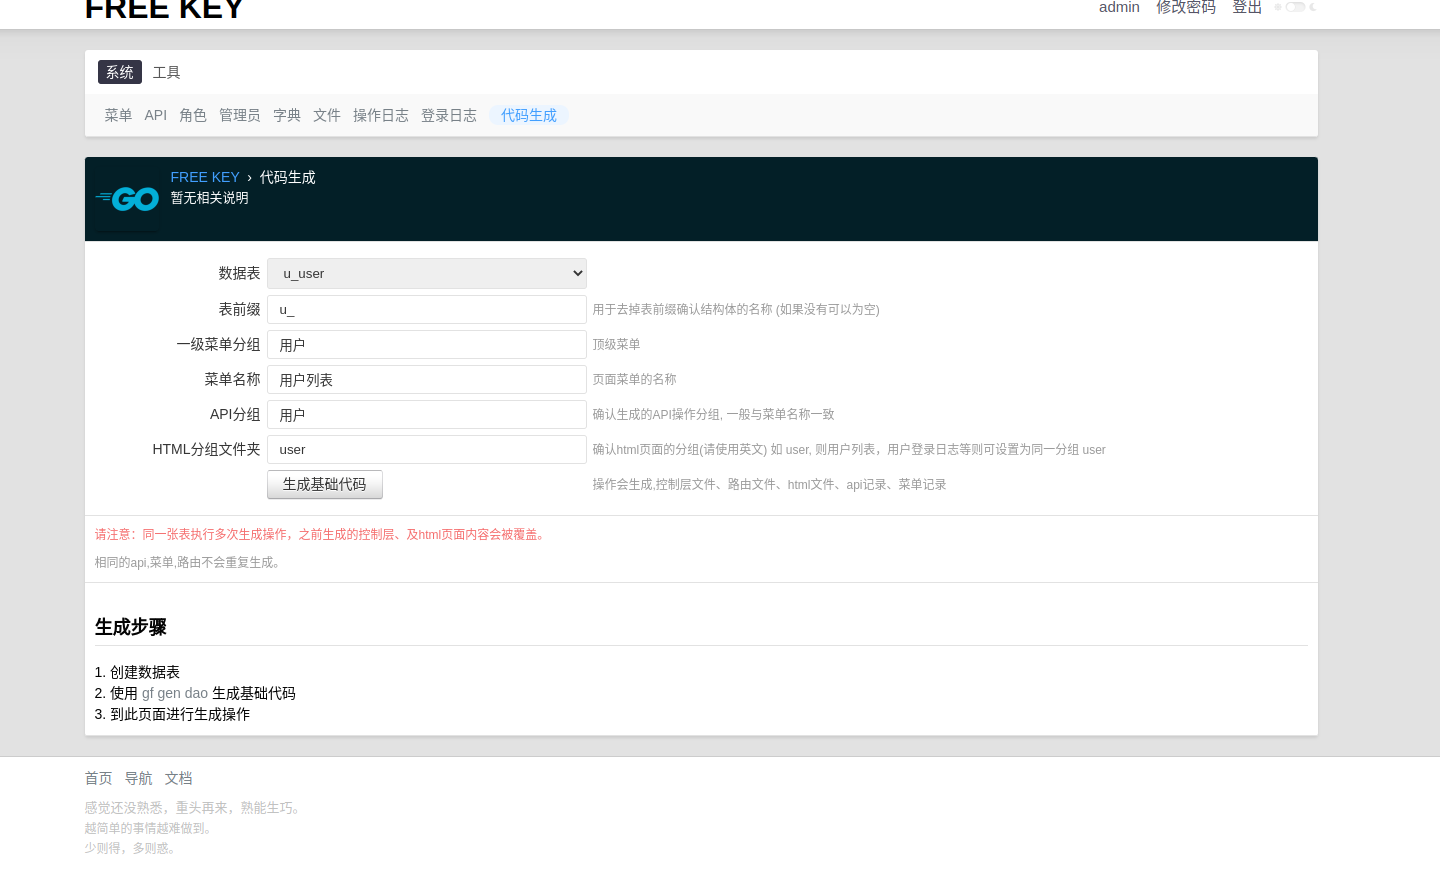 FREE KEY
admin 修改密码 登出
系统 工具
菜单 API 角色 管理员 字典 文件 操作日志 登录日志 代码生成
GO
FREE KEY › 代码生成
暂无相关说明
数据表 u_user
表前缀 u_ 用于去掉表前缀确认结构体的名称 (如果没有可以为空)
一级菜单分组 用户 顶级菜单
菜单名称 用户列表 页面菜单的名称
API分组 用户 确认生成的API操作分组, 一般与菜单名称一致
HTML分组文件夹 user 确认html页面的分组(请使用英文) 如 user, 则用户列表，用户登录日志等则可设置为同一分组 user
生成基础代码 操作会生成,控制层文件、路由文件、html文件、api记录、菜单记录
请注意：同一张表执行多次生成操作，之前生成的控制层、及html页面内容会被覆盖。
相同的api,菜单,路由不会重复生成。
生成步骤
1. 创建数据表
2. 使用 gf gen dao 生成基础代码
3. 到此页面进行生成操作
首页 导航 文档
感觉还没熟悉，重头再来，熟能生巧。
越简单的事情越难做到。
少则得，多则惑。